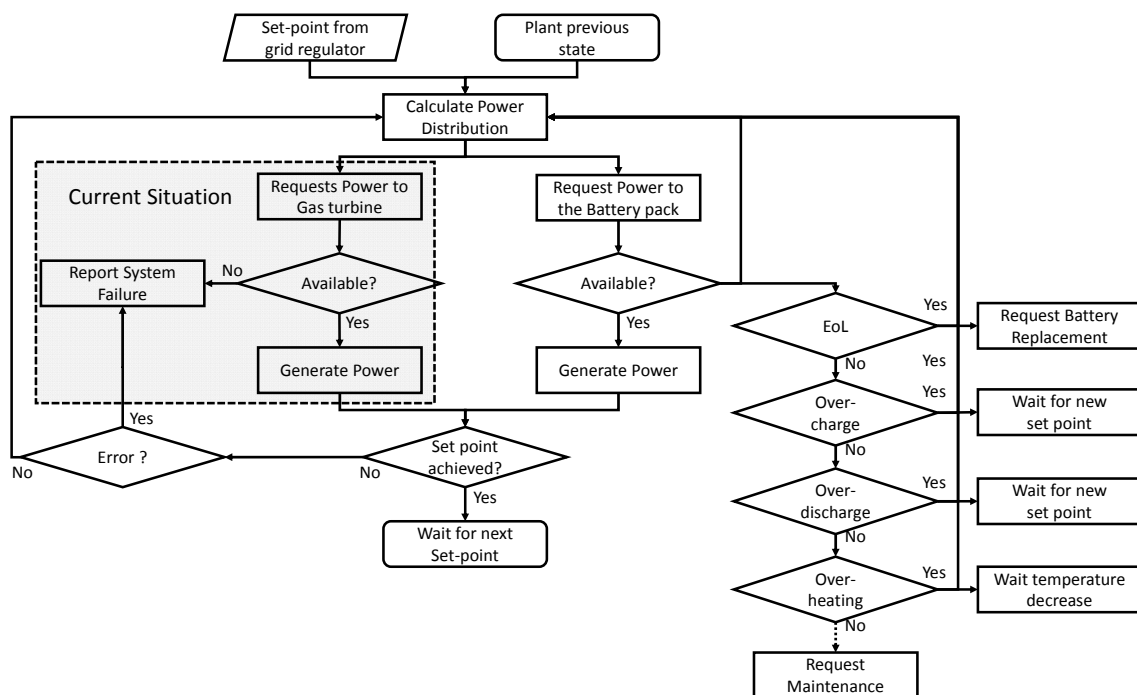 Set-point from
grid regulator
Plant previous
state
Calculate Power
Distribution
Current Situation
Requests Power to
Gas turbine
Request Power to
the Battery pack
Report System
Failure
No
Available?
Available?
Yes
Yes
EoL
Yes
Request Battery
Replacement
Generate Power
Generate Power
No
Yes
Over-
charge
Yes
Wait for new
set point
Yes
Error ?
No
Set point
achieved?
No
Yes
No
Over-
discharge
Yes
Wait for new
set point
Wait for next
Set-point
No
Over-
heating
Yes
Wait temperature
decrease
No
Request
Maintenance